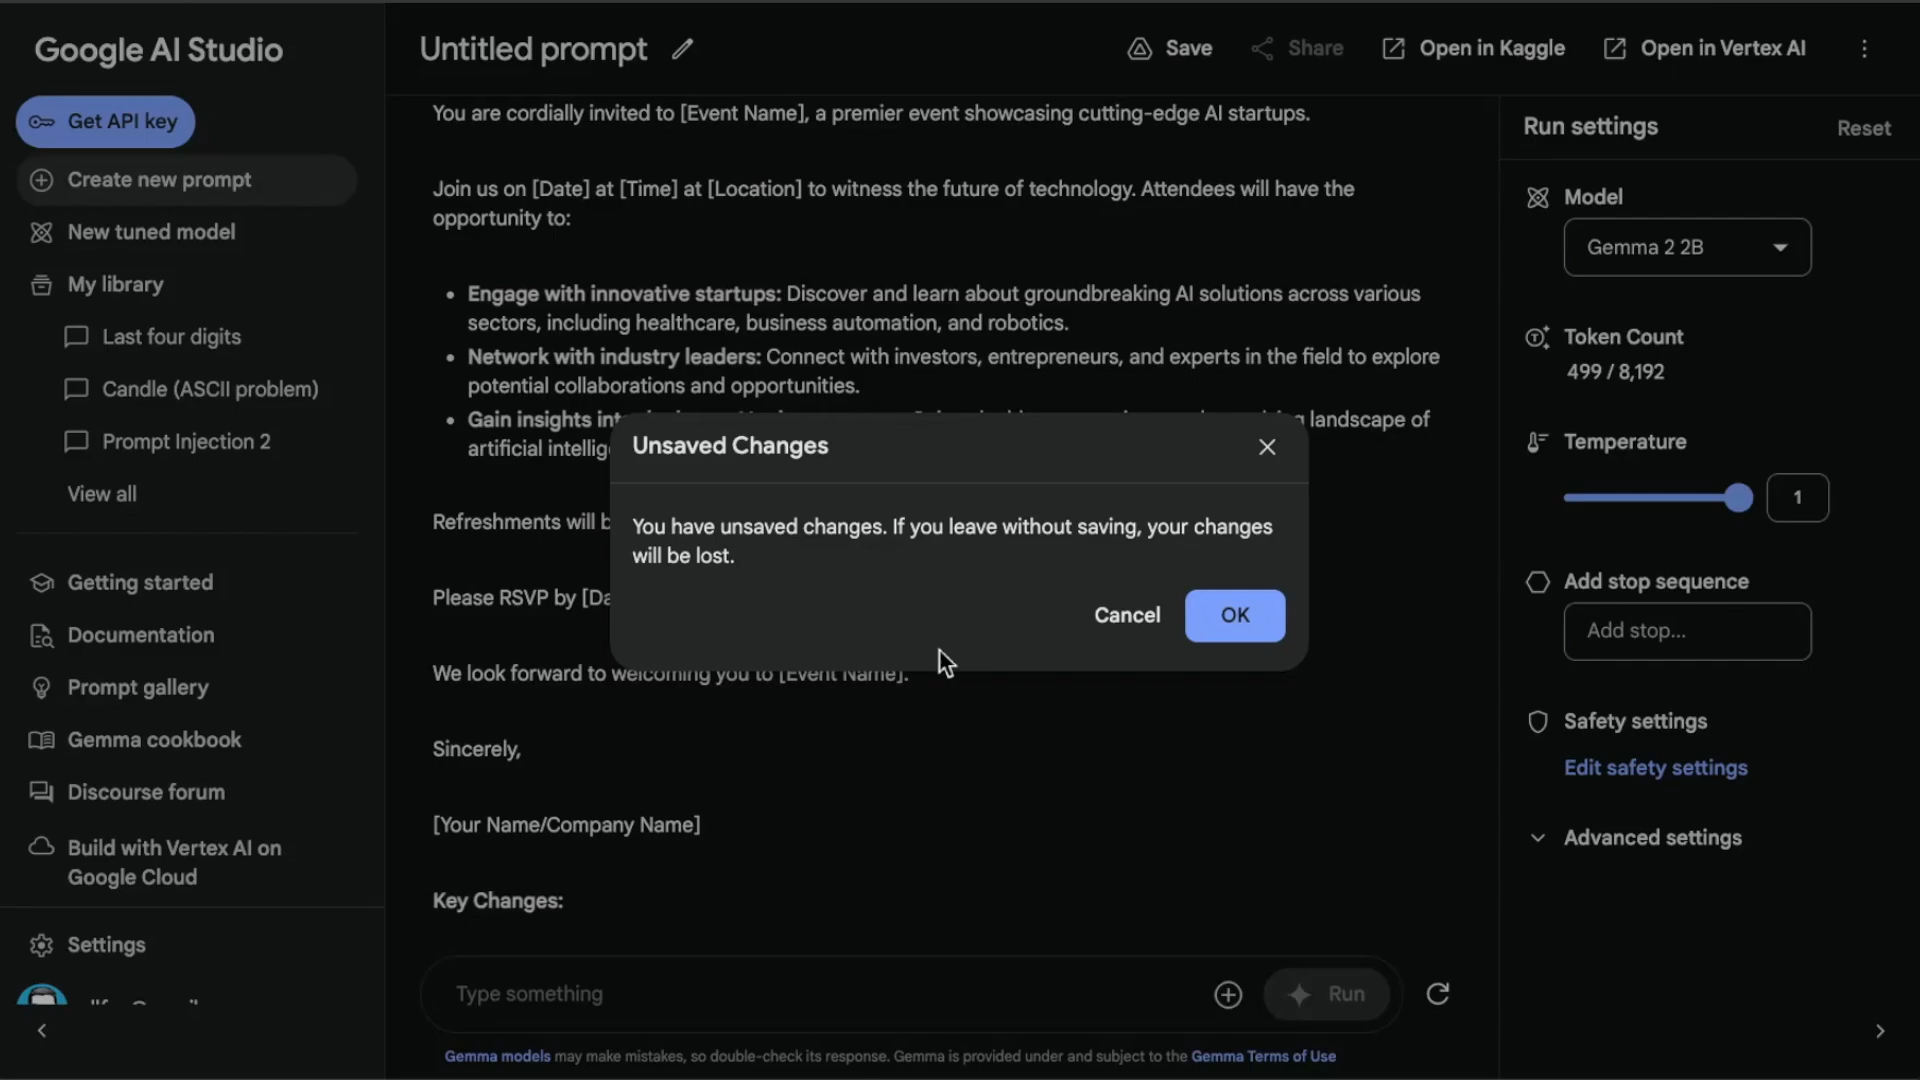 Google AI Studio
Get API key
Create new prompt
New tuned model
My library
Last four digits
Candle (ASCII problem)
Prompt Injection 2
View all
Getting started
Documentation
Prompt gallery
Gemma cookbook
Discourse forum
Build with Vertex AI on
Google Cloud
Settings
Untitled prompt
Save
Share
Open in Kaggle
Open in Vertex AI
You are cordially invited to [Event Name], a premier event showcasing cutting-edge AI startups.
Join us on [Date] at [Time] at [Location] to witness the future of technology. Attendees will have the
opportunity to:
• Engage with innovative startups: Discover and learn about groundbreaking AI solutions across various
sectors, including healthcare, business automation, and robotics.
• Network with industry leaders: Connect with investors, entrepreneurs, and experts in the field to explore
potential collaborations and opportunities.
• Gain insights landscape of
artificial
Refreshments will
Please RSVP by
We look forward to welcoming you to [Event Name].
Sincerely,
[Your Name/Company Name]
Key Changes:
Unsaved Changes
You have unsaved changes. If you leave without saving, your changes
will be lost.
Cancel
OK
Type something
Run
Gemma models may make mistakes, so double-check its response. Gemma is provided under and subject to the Gemma Terms of Use
Run settings
Reset
Model
Gemma 2 2B
Token Count
499 / 8,192
Temperature
1
Add stop sequence
Add stop...
Safety settings
Edit safety settings
Advanced settings